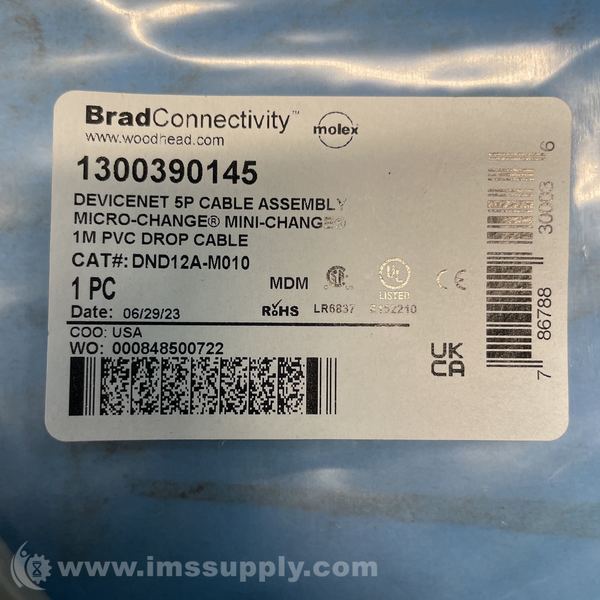 BradConnectivity™
molex
www.woodhead.com
1300390145
DEVICENET 5P CABLE ASSEMBLY
MICRO-CHANGE® MINI-CHANGE®
1M PVC DROP CABLE
CAT#: DND12A-M010
1 PC
MDM
UL
LISTED
CE
Date: 06/29/23
RoHS
LR6837
COO: USA
WO: 000848500722
UK
CA
7 86788 30003 6
www.imssupply.com